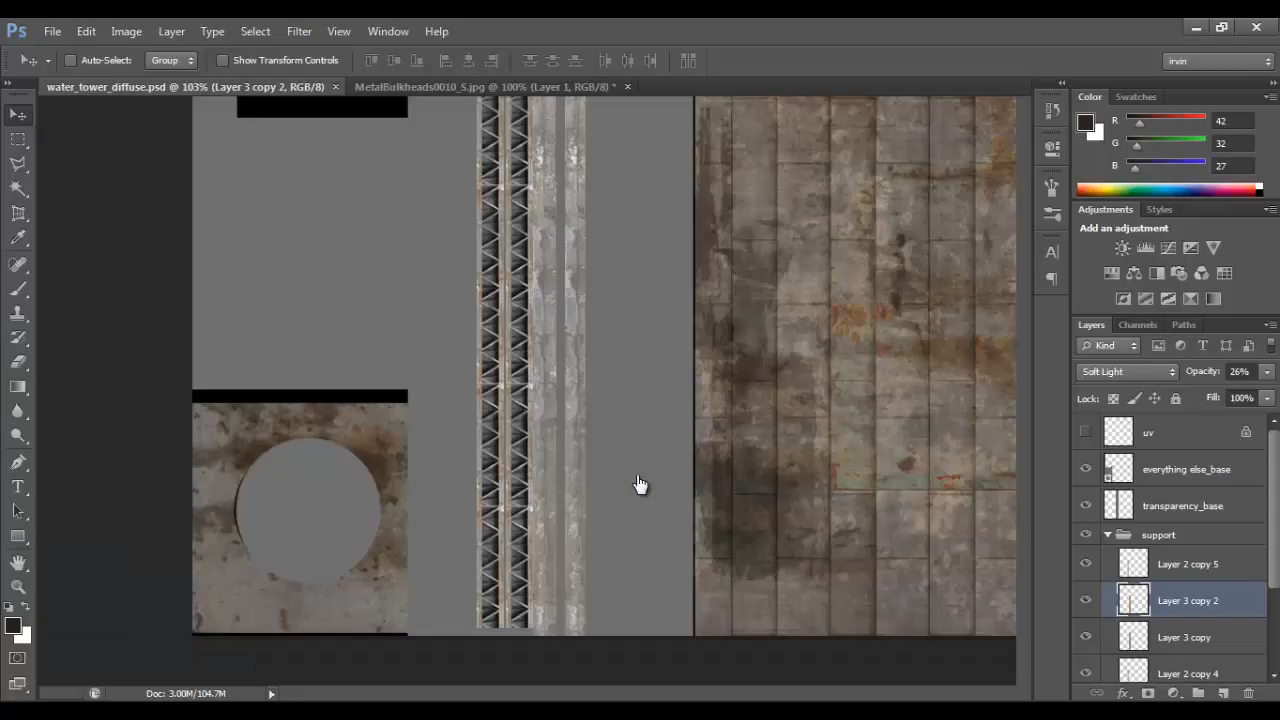 Ps File Edit Image Layer Type Select Filter View Window Help
Auto-Select: Group Show Transform Controls irvin
water_tower_diffuse.psd @ 103% (Layer 3 copy 2, RGB/8) × MetalBulkheads0010_S.jpg @ 100% (Layer 1, RGB/8) * ×
Color Swatches
R 42
G 32
B 27
Adjustments Styles
Add an adjustment
Layers Channels Paths
Kind
Soft Light Opacity: 26%
Lock: Fill: 100%
uv
everything else_base
transparency_base
support
Layer 2 copy 5
Layer 3 copy 2
Layer 3 copy
Layer 2 copy 4
Doc: 3.00M/104.7M